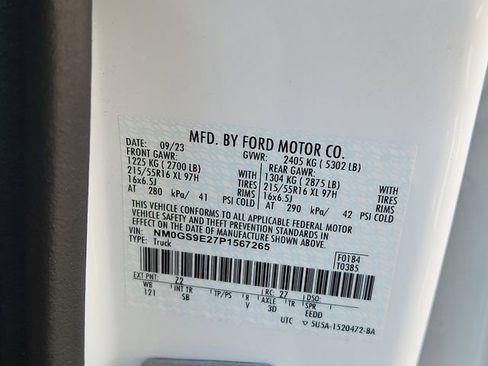 MFD. BY FORD MOTOR CO.
DATE: 09/23 GVWR: 2405 KG ( 5302 LB)
FRONT GAWR: REAR GAWR:
1225 KG ( 2700 LB) WITH 1304 KG ( 2875 LB) WITH
215/55R16 XL 97H TIRES 215/55R16 XL 97H TIRES
16x6.5J RIMS 16x6.5J RIMS
AT 280 kPa/ 41 PSI COLD AT 290 kPa/ 42 PSI COLD
THIS VEHICLE CONFORMS TO ALL APPLICABLE FEDERAL MOTOR
VEHICLE SAFETY AND THEFT PREVENTION STANDARDS IN
EFFECT ON THE DATE OF MANUFACTURE SHOWN ABOVE.
VIN: NM0GS9E27P1567265
TYPE: Truck
F0184
T0385
EXT PNT: Z2 RC: 27 DSO:
WB INT TR TP/PS R AXLE TR SPR
121 SB V 3D EEDD
UTC ▽ 5U5A-1520472-BA